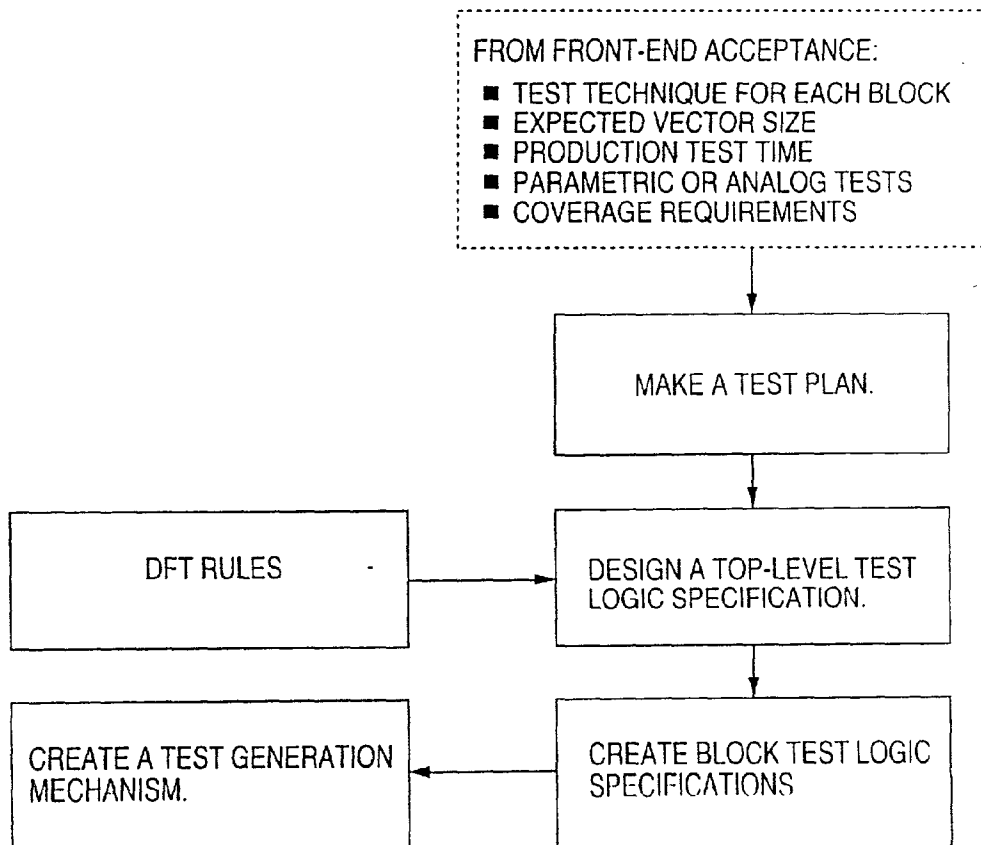 FROM FRONT-END ACCEPTANCE:
■ TEST TECHNIQUE FOR EACH BLOCK
■ EXPECTED VECTOR SIZE
■ PRODUCTION TEST TIME
■ PARAMETRIC OR ANALOG TESTS
■ COVERAGE REQUIREMENTS
MAKE A TEST PLAN.
DFT RULES
DESIGN A TOP-LEVEL TEST
LOGIC SPECIFICATION.
CREATE A TEST GENERATION
MECHANISM.
CREATE BLOCK TEST LOGIC
SPECIFICATIONS